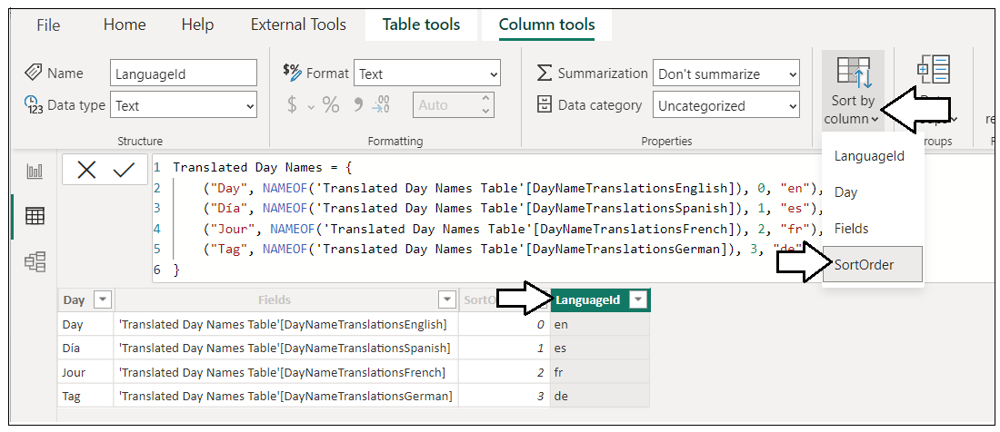 File Home Help External Tools Table tools Column tools
Name LanguageId $% Format Text Summarization Don't summarize
123 Data type Text $ % 9 .00 →0 Auto Data category Uncategorized Sort by column
Structure Formatting Properties
LanguageId
Day
Fields
SortOrder
1 Translated Day Names = {
2 ("Day", NAMEOF('Translated Day Names Table'[DayNameTranslationsEnglish]), 0, "en"),
3 ("Día", NAMEOF('Translated Day Names Table'[DayNameTranslationsSpanish]), 1, "es"),
4 ("Jour", NAMEOF('Translated Day Names Table'[DayNameTranslationsFrench]), 2, "fr"),
5 ("Tag", NAMEOF('Translated Day Names Table'[DayNameTranslationsGerman]), 3, "de"
6 }
Day Fields LanguageId
Day 'Translated Day Names Table'[DayNameTranslationsEnglish] 0 en
Día 'Translated Day Names Table'[DayNameTranslationsSpanish] 1 es
Jour 'Translated Day Names Table'[DayNameTranslationsFrench] 2 fr
Tag 'Translated Day Names Table'[DayNameTranslationsGerman] 3 de